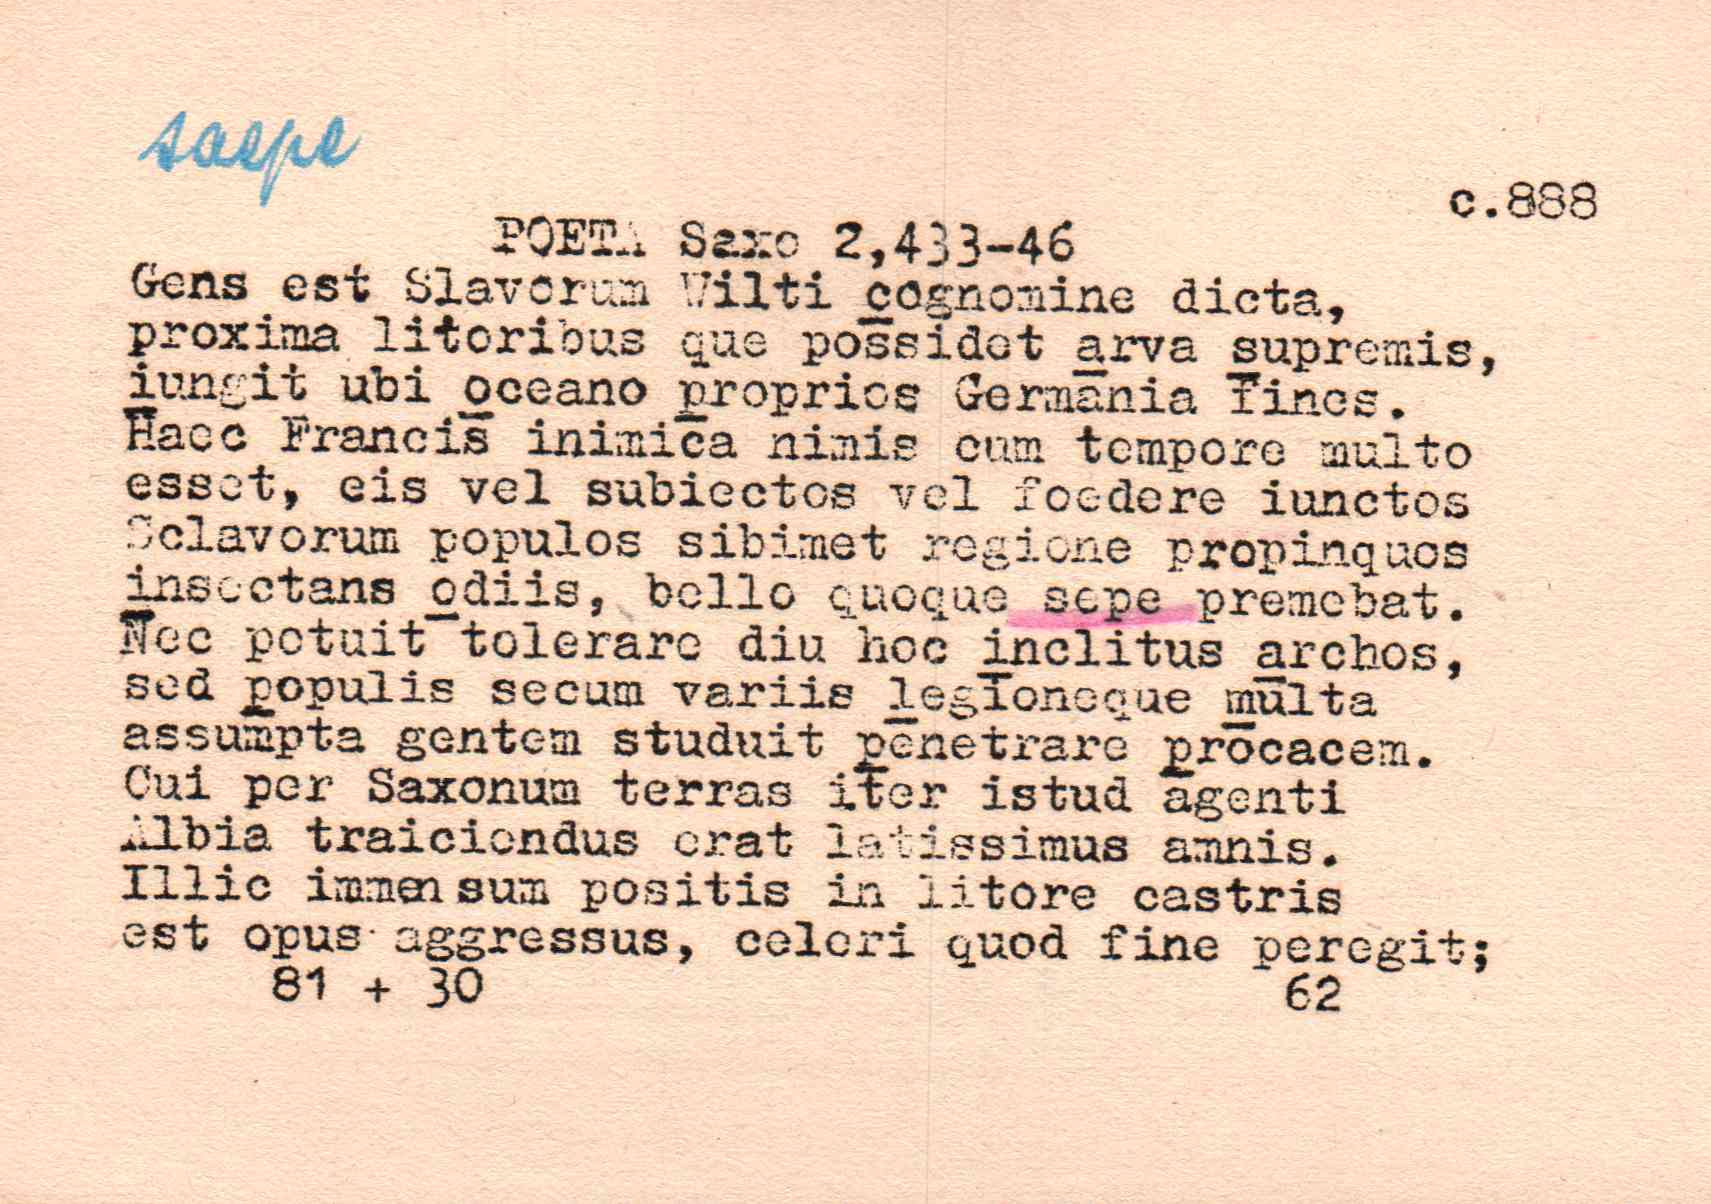 saepe
c.888
POETA Saxo 2,433-46
Gens est Slavorum Wilti cognomine dicta,
proxima litoribus que possidet arva supremis,
iungit ubi oceano proprios Germania fines.
Haec Francis inimica nimis cum tempore multo
esset, eis vel subiectos vel foedere iunctos
Sclavorum populos sibimet regione propinquos
insectans odiis, bello quoque sepe premebat.
Nec potuit tolerare diu hoc inclitus archos,
sed populis secum variis legioneque multa
assumpta gentem studuit penetrare procacem.
Cui per Saxonum terras iter istud agenti
Albia traiciendus erat latissimus amnis.
Illic immensum positis in litore castris
est opus aggressus, celeri quod fine peregit;
81 + 30 62